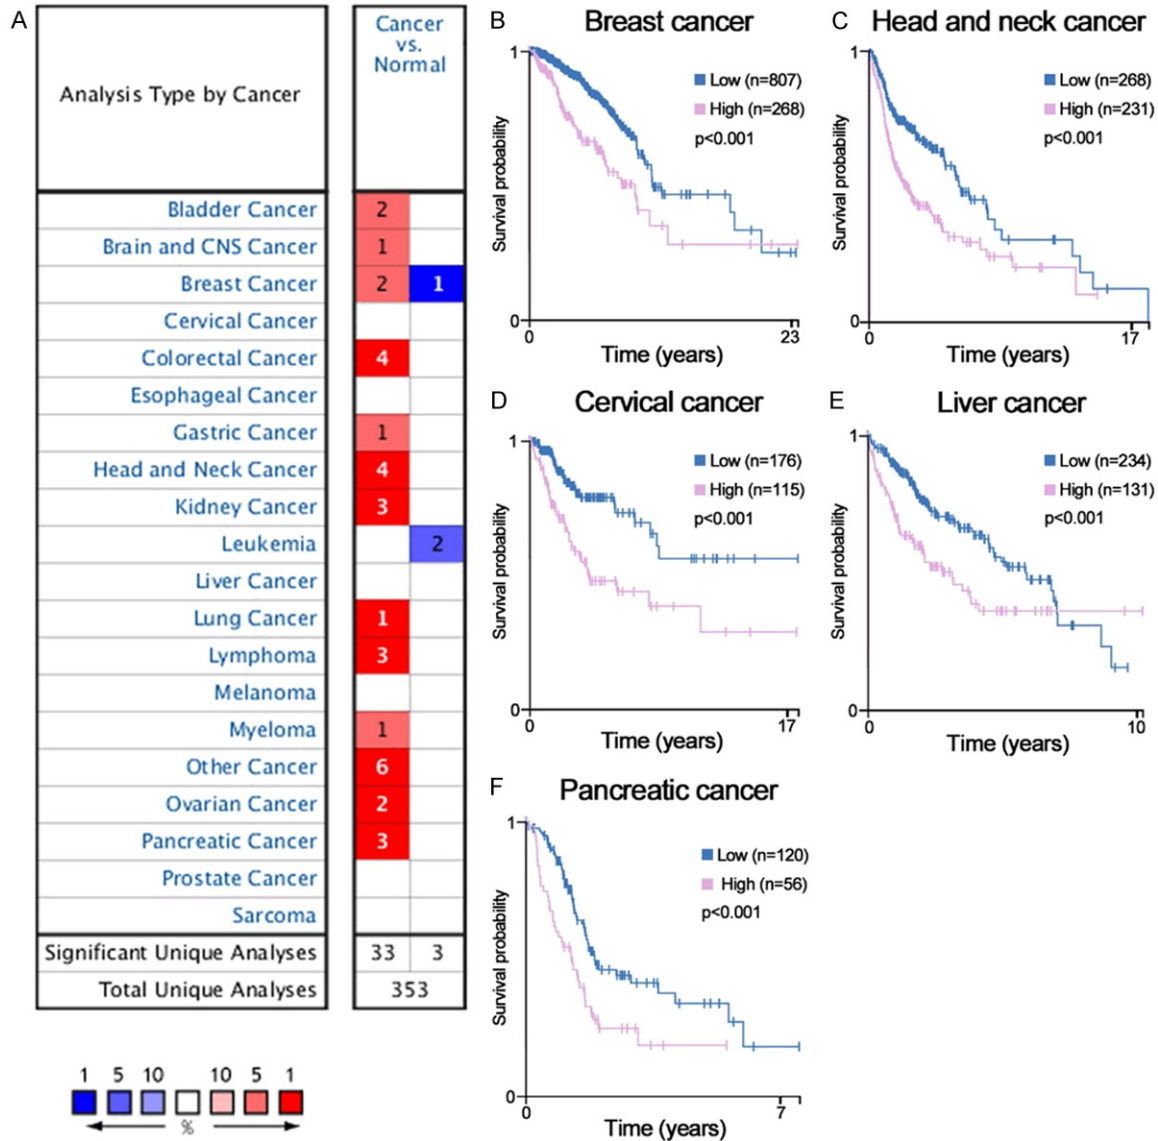 A
Analysis Type by Cancer
Cancer
vs.
Normal
Bladder Cancer 2
Brain and CNS Cancer 1
Breast Cancer 2 1
Cervical Cancer
Colorectal Cancer 4
Esophageal Cancer
Gastric Cancer 1
Head and Neck Cancer 4
Kidney Cancer 3
Leukemia 2
Liver Cancer
Lung Cancer 1
Lymphoma 3
Melanoma
Myeloma 1
Other Cancer 6
Ovarian Cancer 2
Pancreatic Cancer 3
Prostate Cancer
Sarcoma
Significant Unique Analyses 33 3
Total Unique Analyses 353
1 5 10 10 5 1
%
B
Breast cancer
1
Low (n=807)
High (n=268)
p<0.001
Survival probability
0
0 23
Time (years)
C
Head and neck cancer
1
Low (n=268)
High (n=231)
p<0.001
Survival probability
0
0 17
Time (years)
D
Cervical cancer
1
Low (n=176)
High (n=115)
p<0.001
Survival probability
0
0 17
Time (years)
E
Liver cancer
1
Low (n=234)
High (n=131)
p<0.001
Survival probability
0
0 10
Time (years)
F
Pancreatic cancer
1
Low (n=120)
High (n=56)
p<0.001
Survival probability
0
0 7
Time (years)